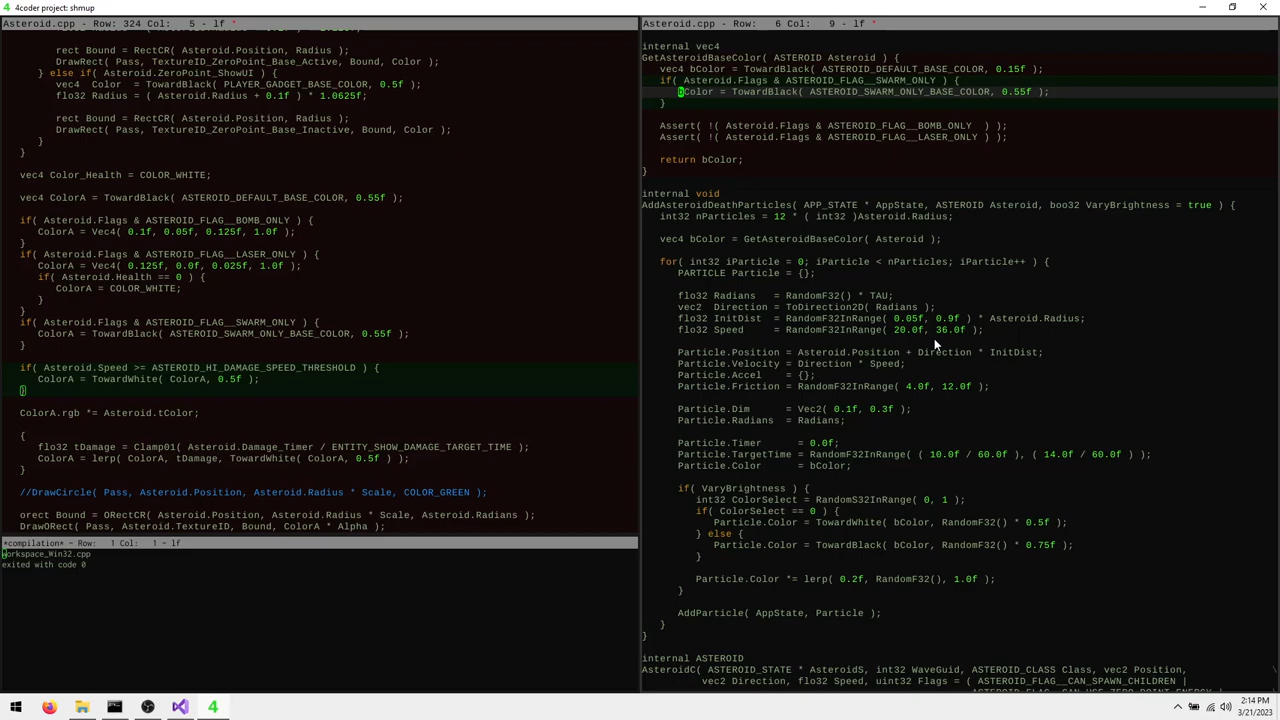 4coder project: shmup
Asteroid.cpp - Row: 324 Col:   5 - lf *
rect Bound = RectCR( Asteroid.Position, Radius );
DrawRect( Pass, TextureID_ZeroPoint_Base_Active, Bound, Color );
} else if( Asteroid.ZeroPoint_ShowUI ) {
vec4  Color  = TowardBlack( PLAYER_GADGET_BASE_COLOR, 0.5f );
flo32 Radius = ( Asteroid.Radius + 0.1f ) * 1.0625f;
rect Bound = RectCR( Asteroid.Position, Radius );
DrawRect( Pass, TextureID_ZeroPoint_Base_Inactive, Bound, Color );
}
}
vec4 Color_Health = COLOR_WHITE;
vec4 ColorA = TowardBlack( ASTEROID_DEFAULT_BASE_COLOR, 0.55f );
if( Asteroid.Flags & ASTEROID_FLAG__BOMB_ONLY ) {
ColorA = Vec4( 0.1f, 0.05f, 0.125f, 1.0f );
}
if( Asteroid.Flags & ASTEROID_FLAG__LASER_ONLY ) {
ColorA = Vec4( 0.125f, 0.0f, 0.025f, 1.0f );
if( Asteroid.Health == 0 ) {
ColorA = COLOR_WHITE;
}
}
if( Asteroid.Flags & ASTEROID_FLAG__SWARM_ONLY ) {
ColorA = TowardBlack( ASTEROID_SWARM_ONLY_BASE_COLOR, 0.55f );
}
if( Asteroid.Speed >= ASTEROID_HI_DAMAGE_SPEED_THRESHOLD ) {
ColorA = TowardWhite( ColorA, 0.5f );
}
ColorA.rgb *= Asteroid.tColor;
{
flo32 tDamage = Clamp01( Asteroid.Damage_Timer / ENTITY_SHOW_DAMAGE_TARGET_TIME );
ColorA = lerp( ColorA, tDamage, TowardWhite( ColorA, 0.5f ) );
}
//DrawCircle( Pass, Asteroid.Position, Asteroid.Radius * Scale, COLOR_GREEN );
orect Bound = ORectCR( Asteroid.Position, Asteroid.Radius * Scale, Asteroid.Radians );
DrawORect( Pass, Asteroid.TextureID, Bound, ColorA * Alpha );
*compilation* - Row:   1 Col:   1 - lf
workspace_Win32.cpp
exited with code 0
Asteroid.cpp - Row:   6 Col:   9 - lf *
internal vec4
GetAsteroidBaseColor( ASTEROID Asteroid ) {
vec4 bColor = TowardBlack( ASTEROID_DEFAULT_BASE_COLOR, 0.15f );
if( Asteroid.Flags & ASTEROID_FLAG__SWARM_ONLY ) {
bColor = TowardBlack( ASTEROID_SWARM_ONLY_BASE_COLOR, 0.55f );
}
Assert( !( Asteroid.Flags & ASTEROID_FLAG__BOMB_ONLY  ) );
Assert( !( Asteroid.Flags & ASTEROID_FLAG__LASER_ONLY ) );
return bColor;
}
internal void
AddAsteroidDeathParticles( APP_STATE * AppState, ASTEROID Asteroid, boo32 VaryBrightness = true ) {
int32 nParticles = 12 * ( int32 )Asteroid.Radius;
vec4 bColor = GetAsteroidBaseColor( Asteroid );
for( int32 iParticle = 0; iParticle < nParticles; iParticle++ ) {
PARTICLE Particle = {};
flo32 Radians   = RandomF32() * TAU;
vec2  Direction = ToDirection2D( Radians );
flo32 InitDist  = RandomF32InRange( 0.05f, 0.9f ) * Asteroid.Radius;
flo32 Speed     = RandomF32InRange( 20.0f, 36.0f );
Particle.Position = Asteroid.Position + Direction * InitDist;
Particle.Velocity = Direction * Speed;
Particle.Accel    = {};
Particle.Friction = RandomF32InRange( 4.0f, 12.0f );
Particle.Dim      = Vec2( 0.1f, 0.3f );
Particle.Radians  = Radians;
Particle.Timer      = 0.0f;
Particle.TargetTime = RandomF32InRange( ( 10.0f / 60.0f ), ( 14.0f / 60.0f ) );
Particle.Color      = bColor;
if( VaryBrightness ) {
int32 ColorSelect = RandomS32InRange( 0, 1 );
if( ColorSelect == 0 ) {
Particle.Color = TowardWhite( bColor, RandomF32() * 0.5f );
} else {
Particle.Color = TowardBlack( bColor, RandomF32() * 0.75f );
}
Particle.Color *= lerp( 0.2f, RandomF32(), 1.0f );
}
AddParticle( AppState, Particle );
}
}
internal ASTEROID
AsteroidC( ASTEROID_STATE * AsteroidS, int32 WaveGuid, ASTEROID_CLASS Class, vec2 Position,
vec2 Direction, flo32 Speed, uint32 Flags = ( ASTEROID_FLAG__CAN_SPAWN_CHILDREN |
2:14 PM
3/21/2023